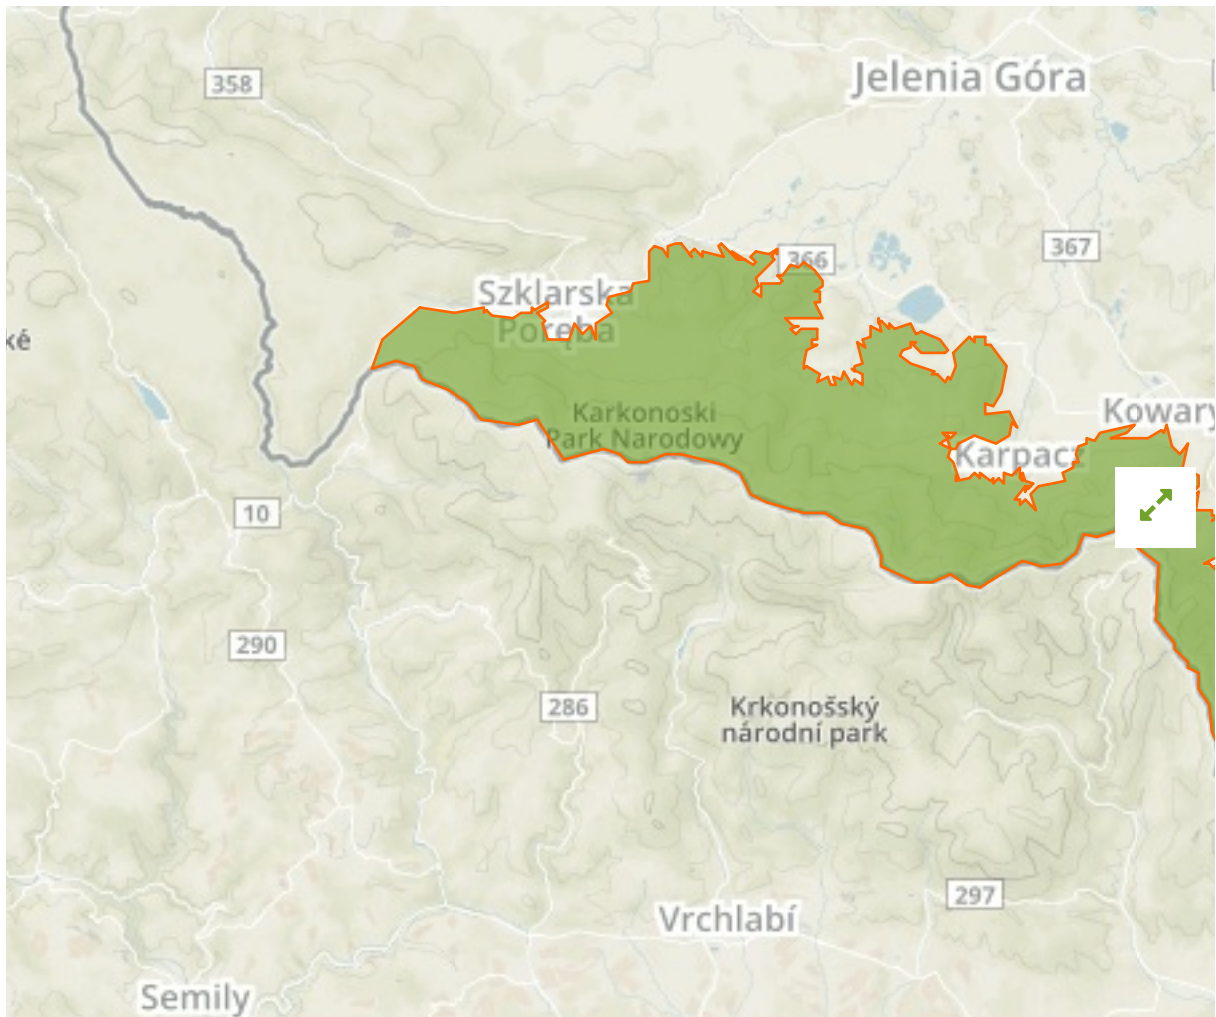 358
Jelenia Góra
366
367
Szklarska
Poręba
ké
Karkonoski
Park Narodowy
Kowary
Karpacz
10
290
286
Krkonošský
národní park
297
Vrchlabí
Semily